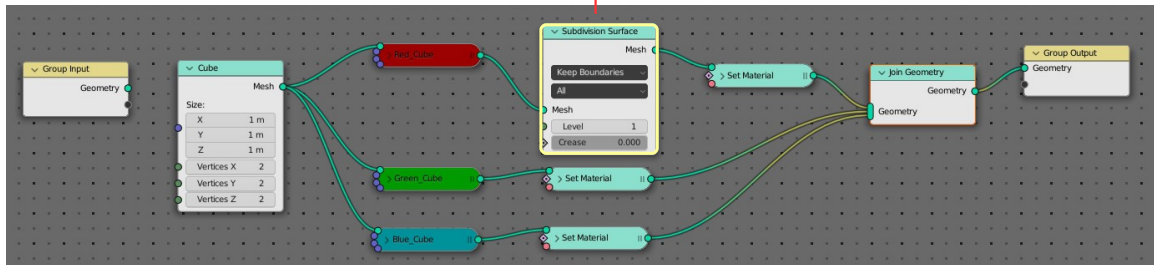 Group Input
Geometry
Cube
Mesh
Size:
X 1 m
Y 1 m
Z 1 m
Vertices X 2
Vertices Y 2
Vertices Z 2
Red_Cube
Green_Cube
Blue_Cube
Subdivision Surface
Mesh
Keep Boundaries
All
Mesh
Level 1
Crease 0.000
Set Material
Set Material
Set Material
Join Geometry
Geometry
Geometry
Group Output
Geometry